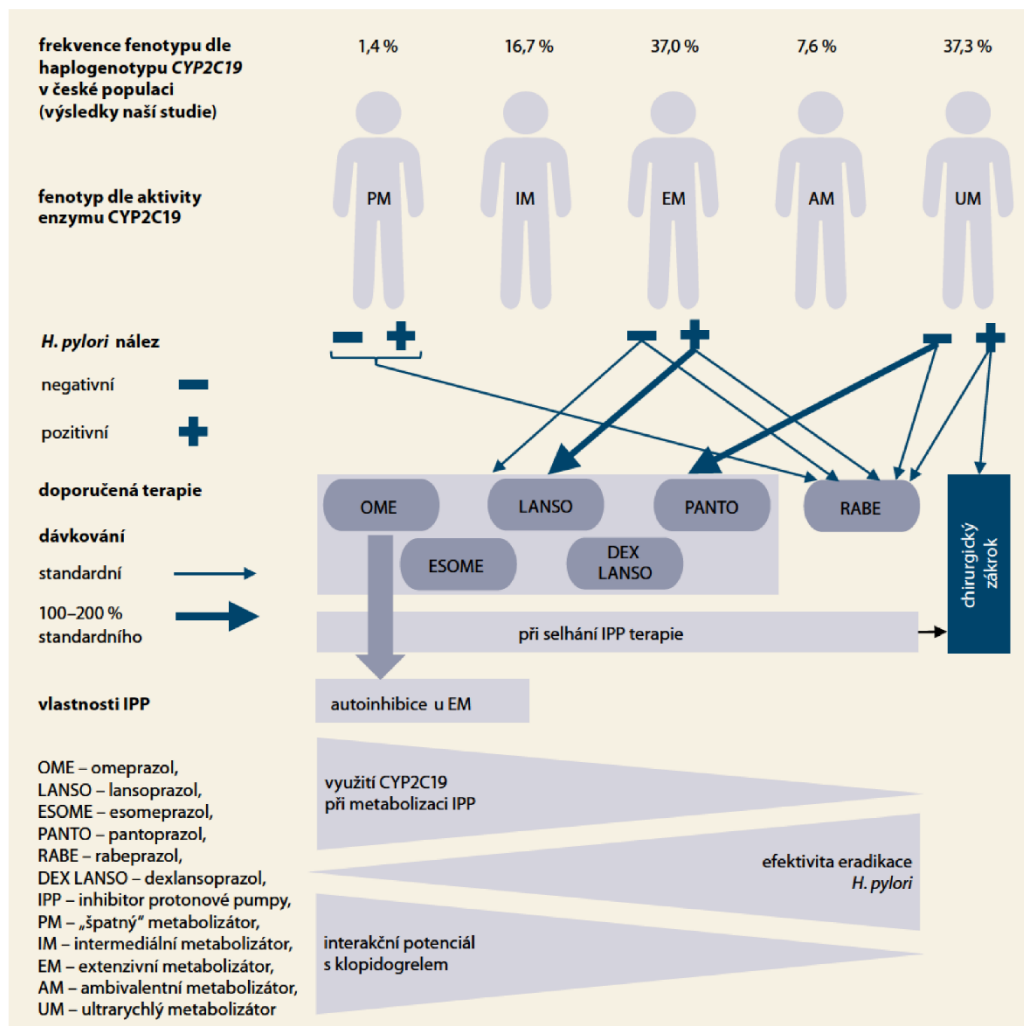 frekvence fenotypu dle
haplogenotypu CYP2C19
v české populaci
(výsledky naší studie)
1,4 %
16,7 %
37,0 %
7,6 %
37,3 %
fenotyp dle aktivity
enzymu CYP2C19
PM
IM
EM
AM
UM
H. pylori nález
negativní
pozitivní
doporučená terapie
dávkování
standardní
100–200 %
standardního
OME
LANSO
PANTO
RABE
ESOME
DEX
LANSO
chirurgický
zákrok
při selhání IPP terapie
vlastnosti IPP
autoinhibice u EM
využití CYP2C19
při metabolizaci IPP
efektivita eradikace
H. pylori
interakční potenciál
s klopidogrelem
OME – omeprazol,
LANSO – lansoprazol,
ESOME – esomeprazol,
PANTO – pantoprazol,
RABE – rabeprazol,
DEX LANSO – dexlansoprazol,
IPP – inhibitor protonové pumpy,
PM – „špatný“ metabolizátor,
IM – intermediální metabolizátor,
EM – extenzivní metabolizátor,
AM – ambivalentní metabolizátor,
UM – ultrarychlý metabolizátor